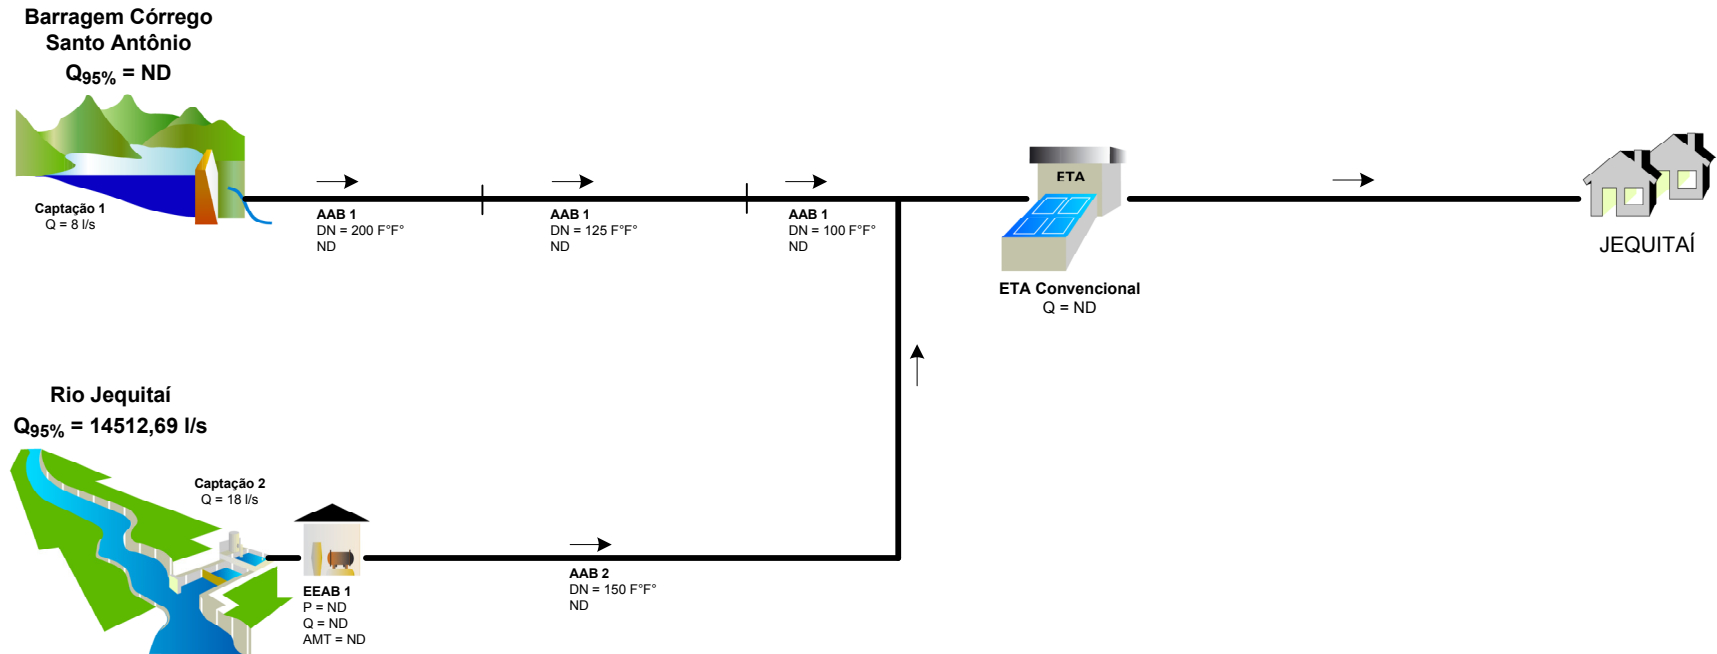 Barragem Córrego
Santo Antônio
Q95% = ND
Captação 1
Q = 8 l/s
AAB 1
DN = 200 F°F°
ND
AAB 1
DN = 125 F°F°
ND
AAB 1
DN = 100 F°F°
ND
ETA
ETA Convencional
Q = ND
JEQUITAÍ
Rio Jequitaí
Q95% = 14512,69 l/s
Captação 2
Q = 18 l/s
EEAB 1
P = ND
Q = ND
AMT = ND
AAB 2
DN = 150 F°F°
ND